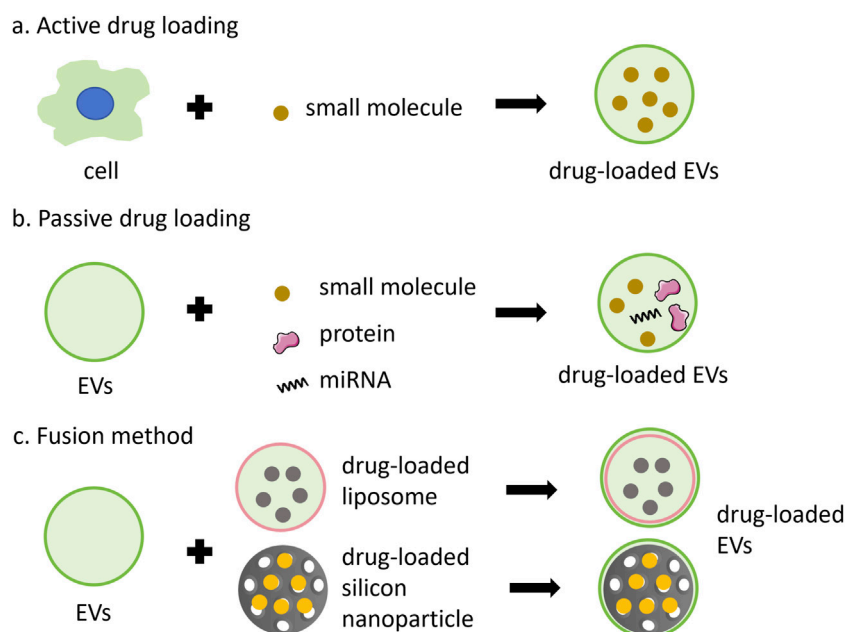 a. Active drug loading
small molecule
cell
drug-loaded EVs
b. Passive drug loading
small molecule
protein
miRNA
EVs
drug-loaded EVs
c. Fusion method
drug-loaded
liposome
drug-loaded
EVs
drug-loaded
silicon
nanoparticle
EVs